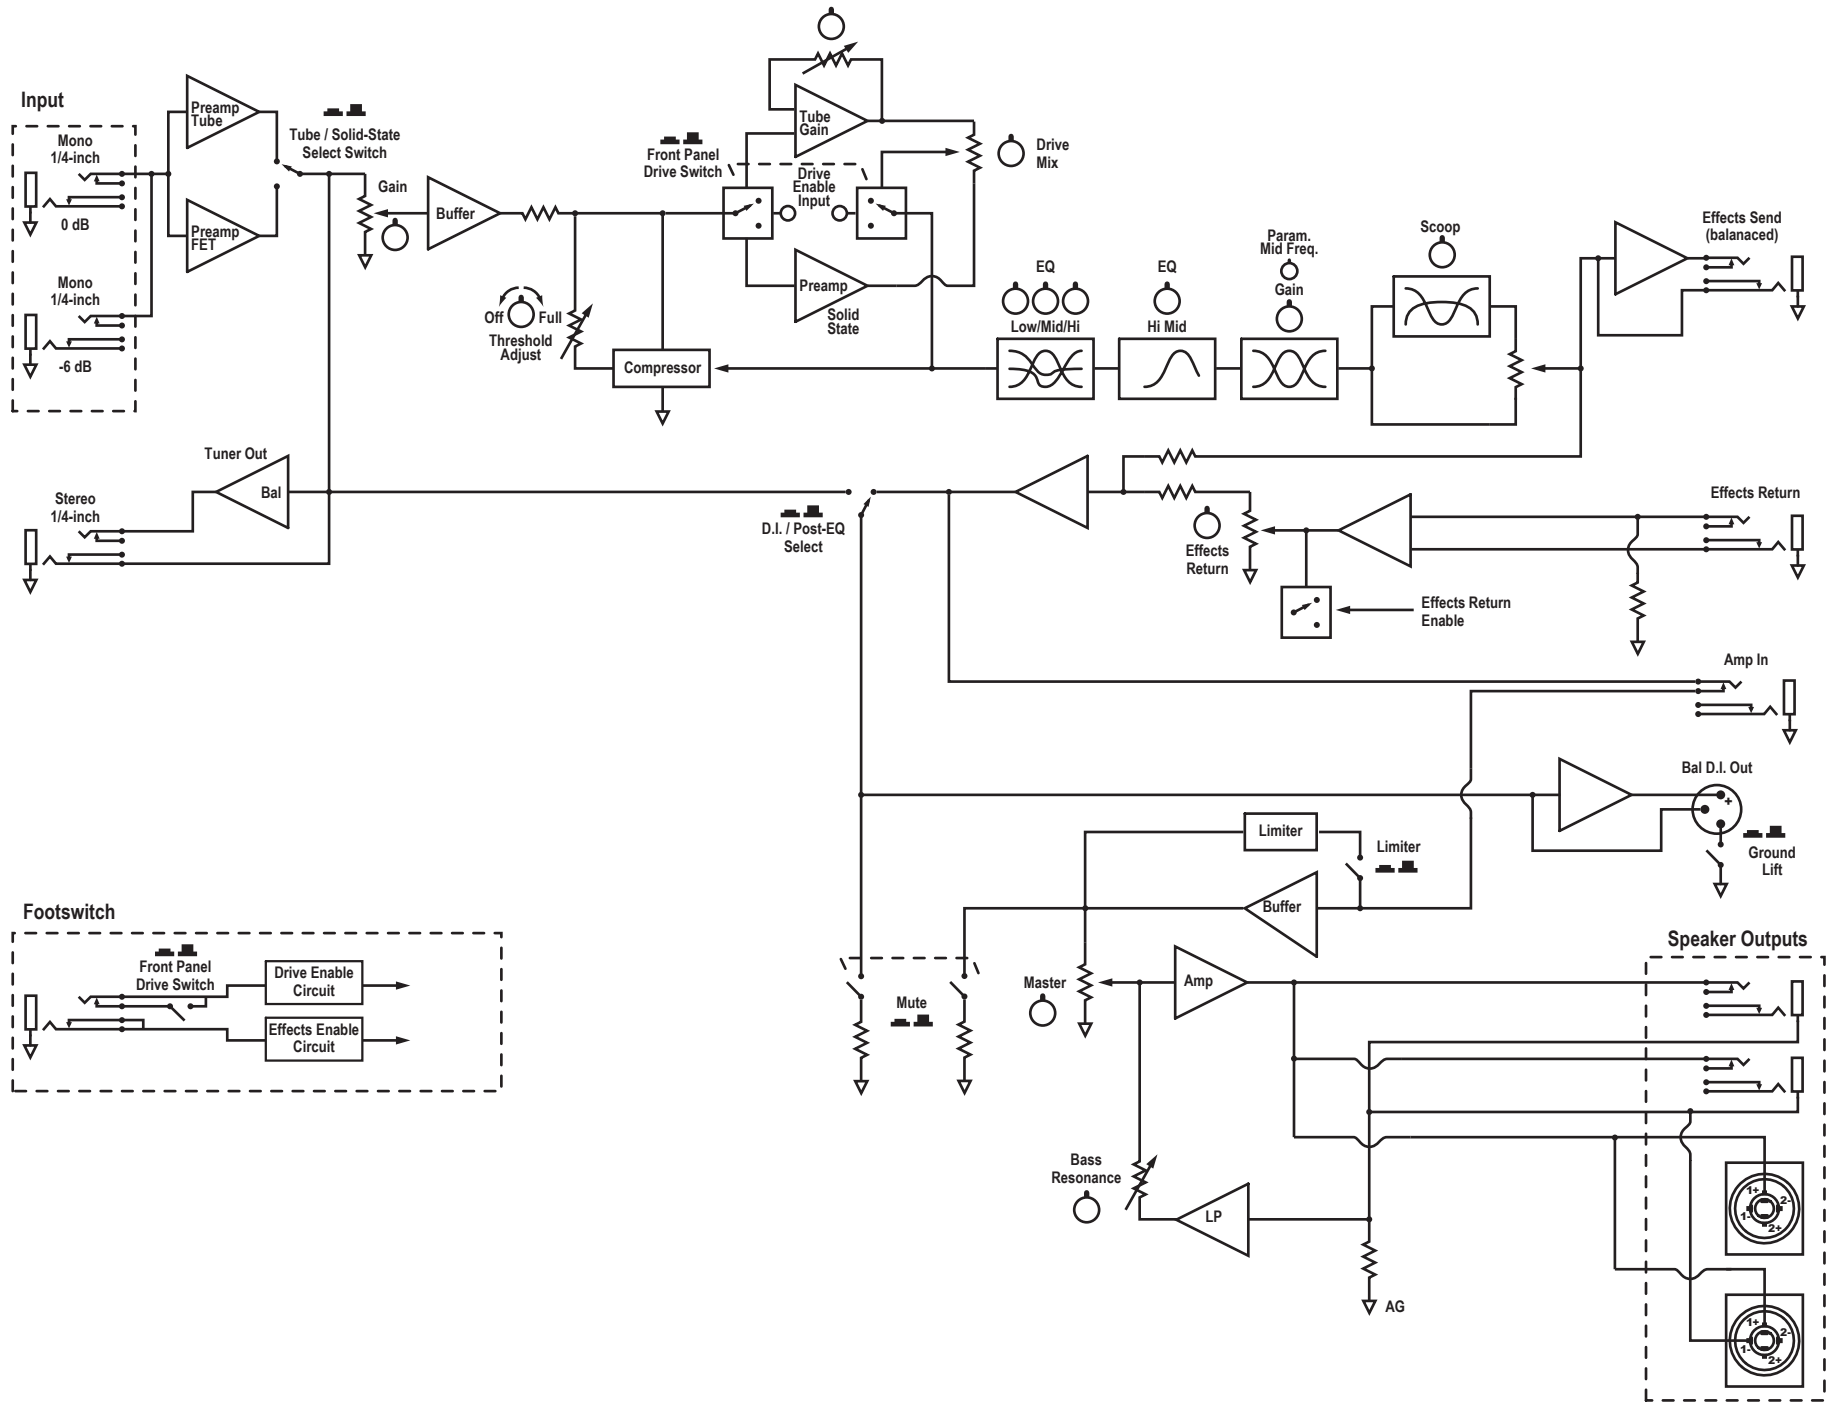 Input
Mono
1/4-inch
0 dB
Mono
1/4-inch
-6 dB
Preamp
Tube
Preamp
FET
Tube / Solid-State
Select Switch
Gain
Buffer
Off
Full
Threshold
Adjust
Compressor
Front Panel
Drive Switch
Tube
Gain
Drive
Enable
Input
Preamp
Solid
State
Drive
Mix
EQ
Low/Mid/Hi
EQ
Hi Mid
Param.
Mid Freq.
Gain
Scoop
Effects Send
(balanaced)
Tuner Out
Bal
Stereo
1/4-inch
D.I. / Post-EQ
Select
Effects
Return
Effects Return
Effects Return
Enable
Amp In
Bal D.I. Out
+
Ground
Lift
Limiter
Limiter
Buffer
Footswitch
Front Panel
Drive Switch
Drive Enable
Circuit
Effects Enable
Circuit
Mute
Master
Amp
Speaker Outputs
Bass
Resonance
LP
AG
1+
2-
1-
2+
1+
2-
1-
2+